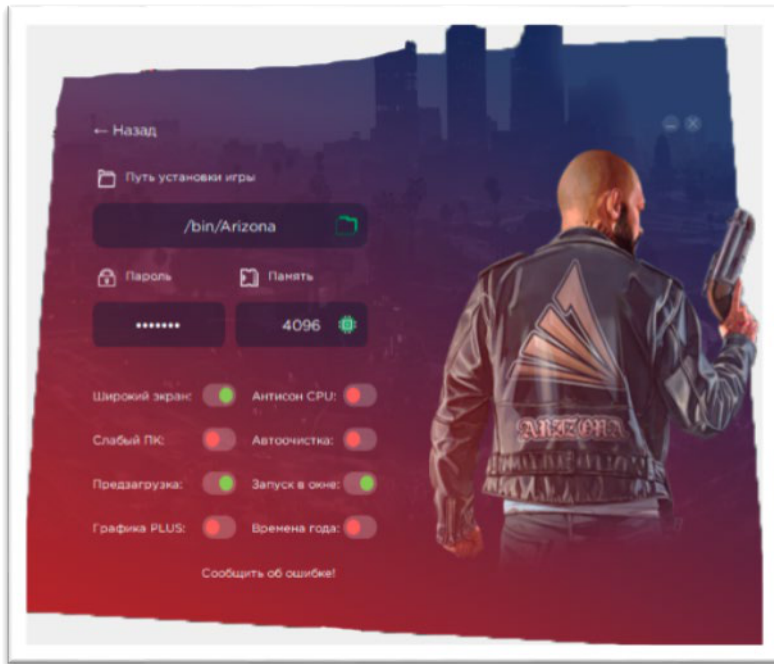 ← Назад
Путь установки игры
/bin/Arizona
Пароль Память
••••••• 4096
Широкий экран: Антисон CPU:
Слабый ПК: Автоочистка:
Предзагрузка: Запуск в окне:
Графика PLUS: Времена года:
Сообщить об ошибке!
ARIZONA